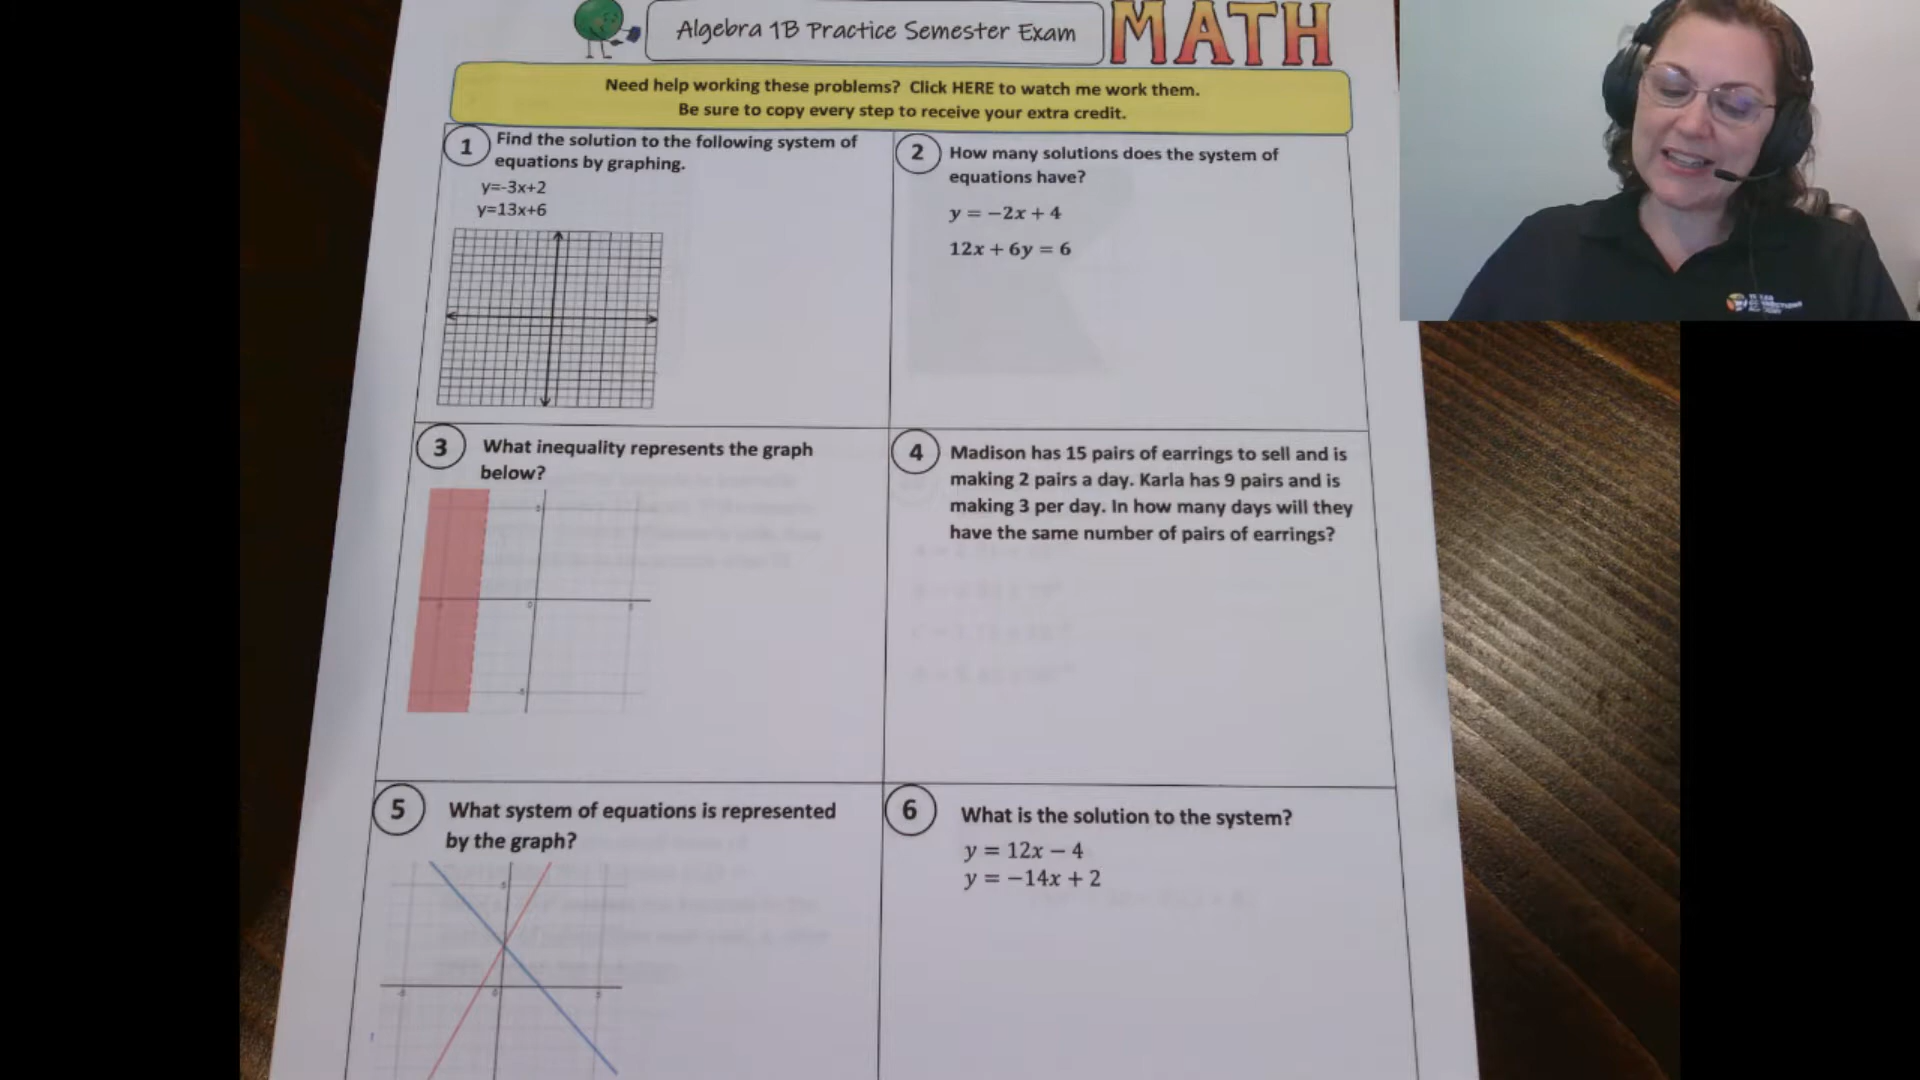 Algebra 1B Practice Semester Exam
MATH
Need help working these problems? Click HERE to watch me work them.
Be sure to copy every step to receive your extra credit.
1
Find the solution to the following system of
equations by graphing.
y=-3x+2
y=13x+6
2
How many solutions does the system of
equations have?
y = −2x + 4
12x + 6y = 6
3
What inequality represents the graph
below?
0
4
Madison has 15 pairs of earrings to sell and is
making 2 pairs a day. Karla has 9 pairs and is
making 3 per day. In how many days will they
have the same number of pairs of earrings?
5
What system of equations is represented
by the graph?
5
-5
0
5
6
What is the solution to the system?
y = 12x − 4
y = −14x + 2